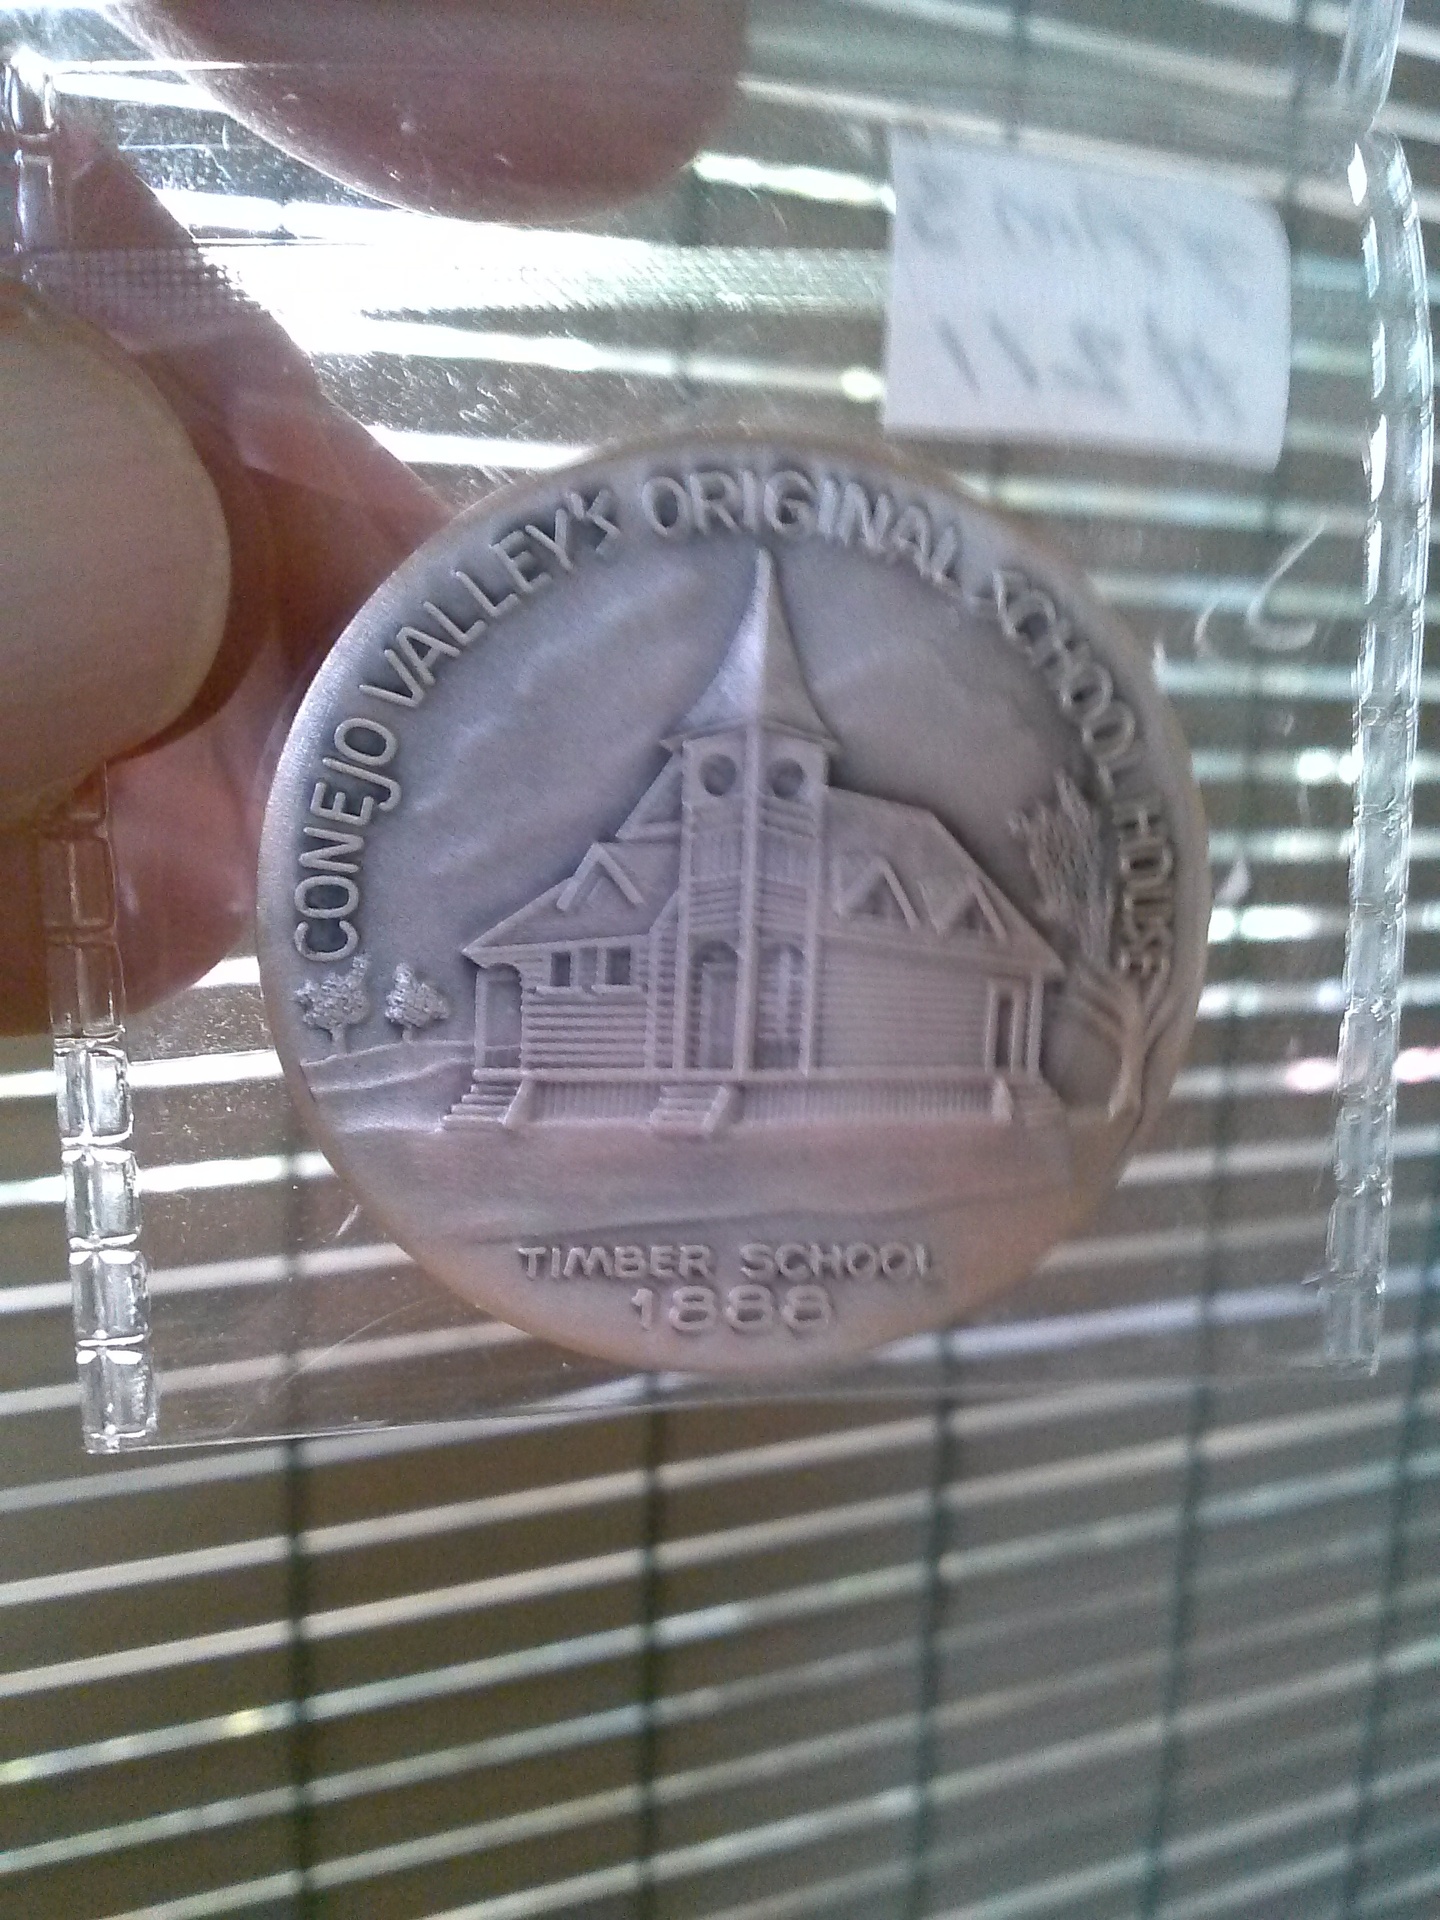 CONEJO VALLEY'S ORIGINAL SCHOOL HOUSE
TIMBER SCHOOL
1888